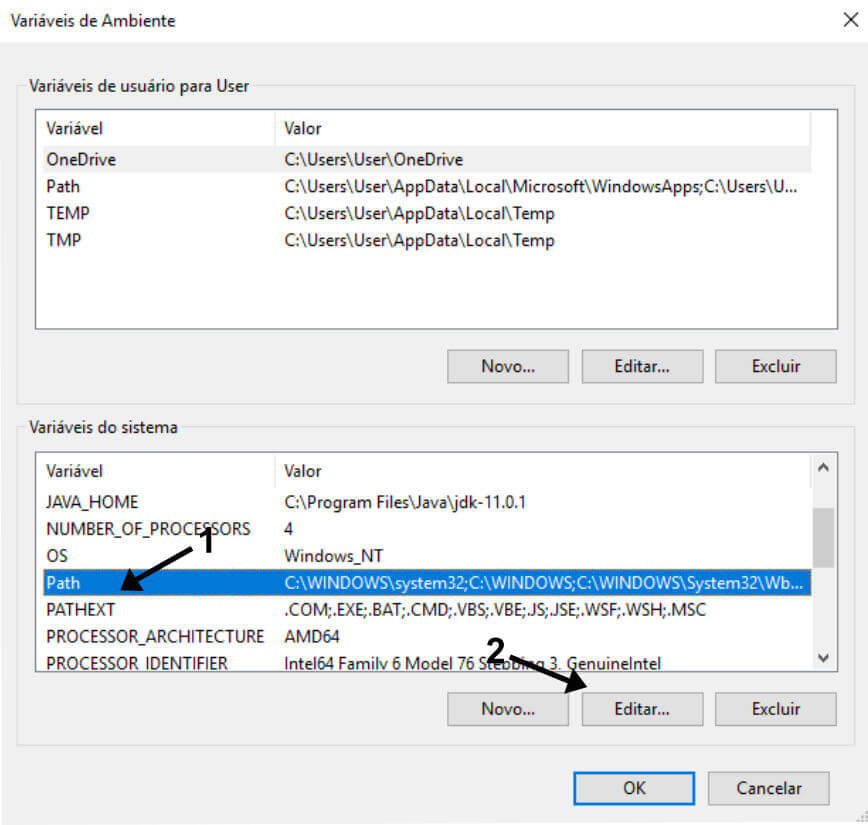 Variáveis de Ambiente
Variáveis de usuário para User
Variável Valor
OneDrive C:\Users\User\OneDrive
Path C:\Users\User\AppData\Local\Microsoft\WindowsApps;C:\Users\U...
TEMP C:\Users\User\AppData\Local\Temp
TMP C:\Users\User\AppData\Local\Temp
Novo... Editar... Excluir
Variáveis do sistema
Variável Valor
JAVA_HOME C:\Program Files\Java\jdk-11.0.1
NUMBER_OF_PROCESSORS 4
1
OS Windows_NT
Path C:\WINDOWS\system32;C:\WINDOWS;C:\WINDOWS\System32\Wb...
PATHEXT .COM;.EXE;.BAT;.CMD;.VBS;.VBE;.JS;.JSE;.WSF;.WSH;.MSC
PROCESSOR_ARCHITECTURE AMD64
2
PROCESSOR_IDENTIFIER Intel64 Family 6 Model 76 Stepping 3, GenuineIntel
Novo... Editar... Excluir
OK Cancelar